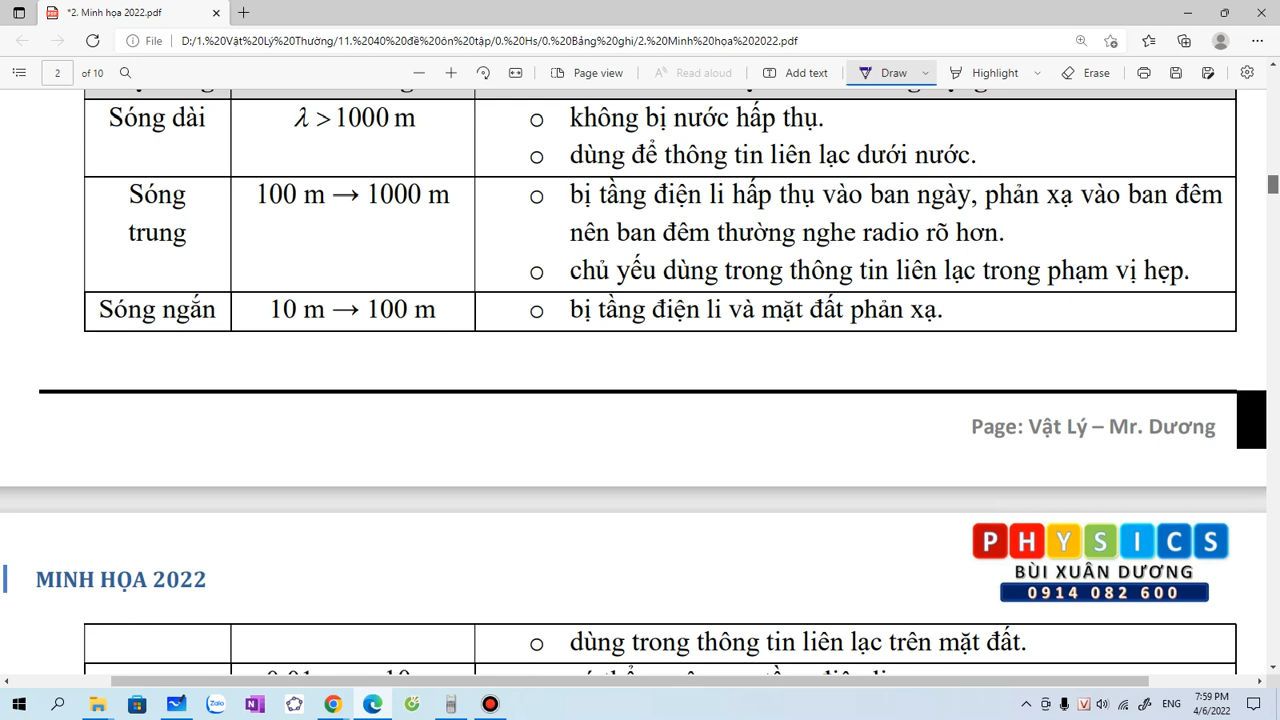 *2. Minh họa 2022.pdf
File D:/1.%20Vật%20Lý%20Thường/11.%2040%20đề%20ôn%20tập/0.%20Hs/0.%20Bảng%20ghi/2.%20Minh%20họa%202022.pdf
2 of 10 Page view Read aloud Add text Draw Highlight Erase
Sóng dài λ > 1000 m o không bị nước hấp thụ.
o dùng để thông tin liên lạc dưới nước.
Sóng 100 m → 1000 m o bị tầng điện li hấp thụ vào ban ngày, phản xạ vào ban đêm
trung nên ban đêm thường nghe radio rõ hơn.
o chủ yếu dùng trong thông tin liên lạc trong phạm vị hẹp.
Sóng ngắn 10 m → 100 m o bị tầng điện li và mặt đất phản xạ.
Page: Vật Lý – Mr. Dương
PHYSICS
MINH HỌA 2022 BÙI XUÂN DƯƠNG
0914 082 600
o dùng trong thông tin liên lạc trên mặt đất.
Zalo ENG 7:59 PM
4/6/2022